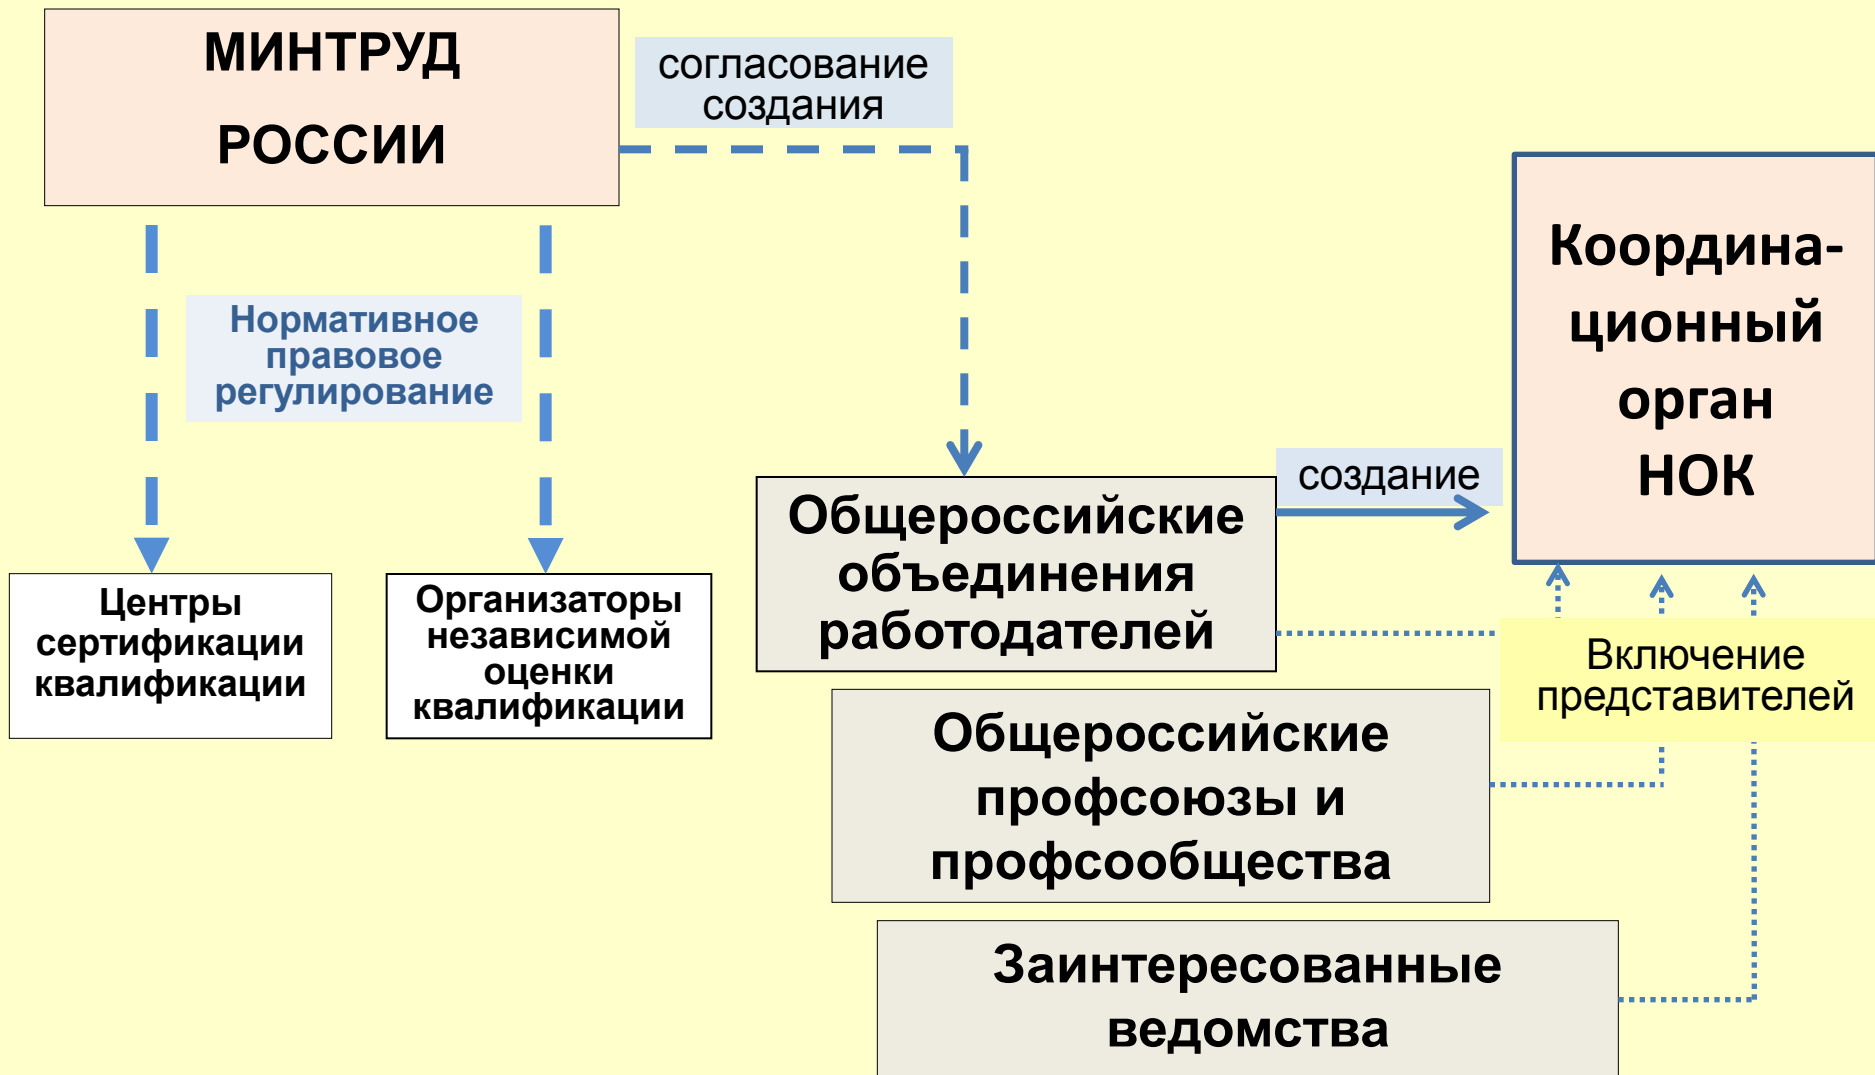 МИНТРУД
РОССИИ
согласование
создания
Координа-
ционный
орган
НОК
Нормативное
правовое
регулирование
создание
Общероссийские
объединения
работодателей
Центры
сертификации
квалификации
Организаторы
независимой
оценки
квалификации
Включение
представителей
Общероссийские
профсоюзы и
профсообщества
Заинтересованные
ведомства